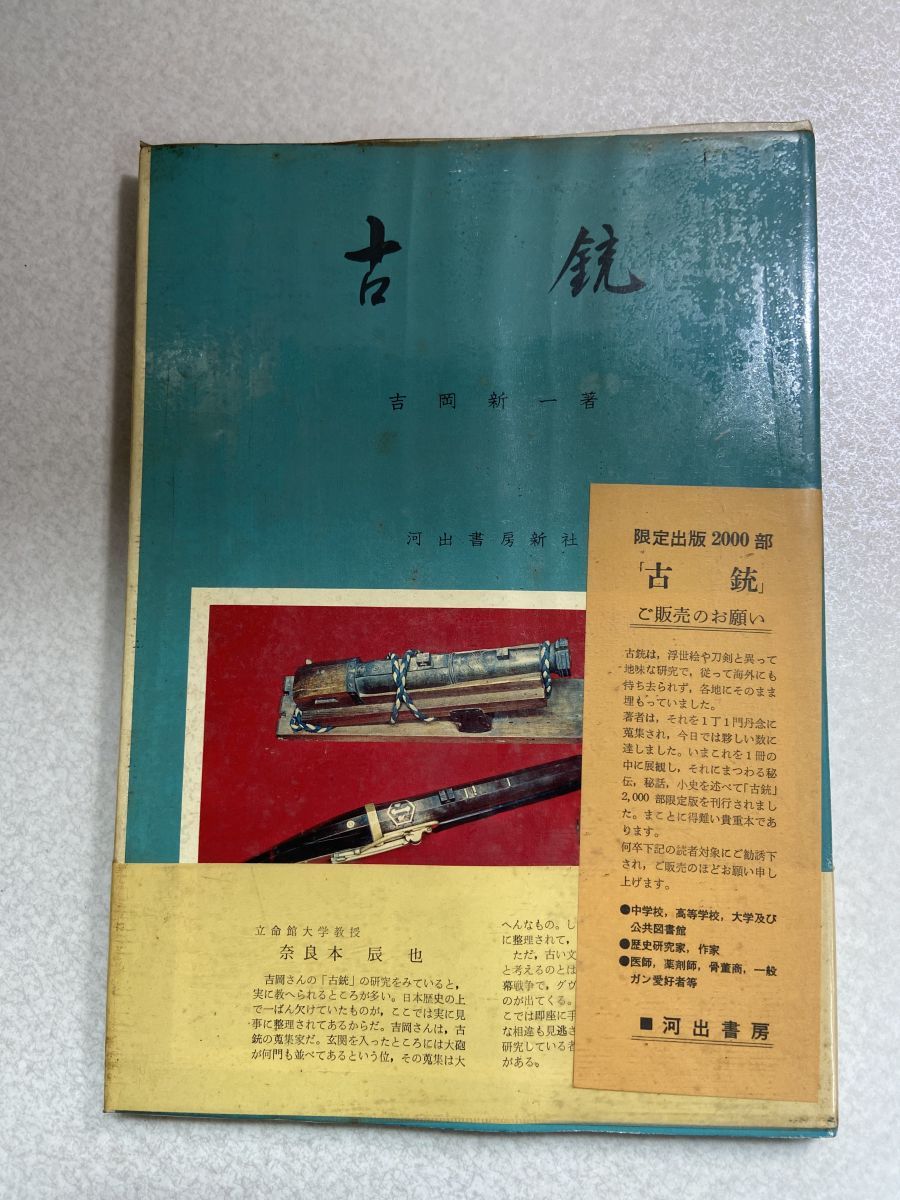 古銃
吉岡新一著
河出書房新社
限定出版2000部
「古銃」
ご販売のお願い
古銃は，浮世絵や刀剣と異って
地味な研究で，従って海外にも
持ち去られず，各地にそのまま
埋もっていました。
著者は，それを1丁1門丹念に
蒐集され，今日では夥しい数に
達しました。いまこれを1冊の
中に展観し，それにまつわる秘
伝，秘話，小史を述べて「古銃」
2,000部限定版を刊行されまし
た。まことに得難い貴重本であ
ります。
何卒下記の読者対象にご勧誘下
され，ご販売のほどお願い申し
上げます。
●中学校，高等学校，大学及び
公共図書館
●歴史研究家，作家
●医師，薬剤師，骨董商，一般
ガン愛好者等
■河出書房
立命館大学教授
奈良本辰也
吉岡さんの「古銃」の研究をみていると，
実に教へられるところが多い。日本歴史の上
で一ばん欠けていたものが，ここでは実に見
事に整理されてあるからだ。吉岡さんは，古
銃の蒐集家だ。玄関を入ったところには大砲
が何門も並べてあるという位，その蒐集は大
へんなもの。し
に整理されて，
ただ，古い文
と考えるのとは
幕戦争で，グヴ
のが出てくる。
こでは即座に手
な相違も見逃さ
研究している者
がある。